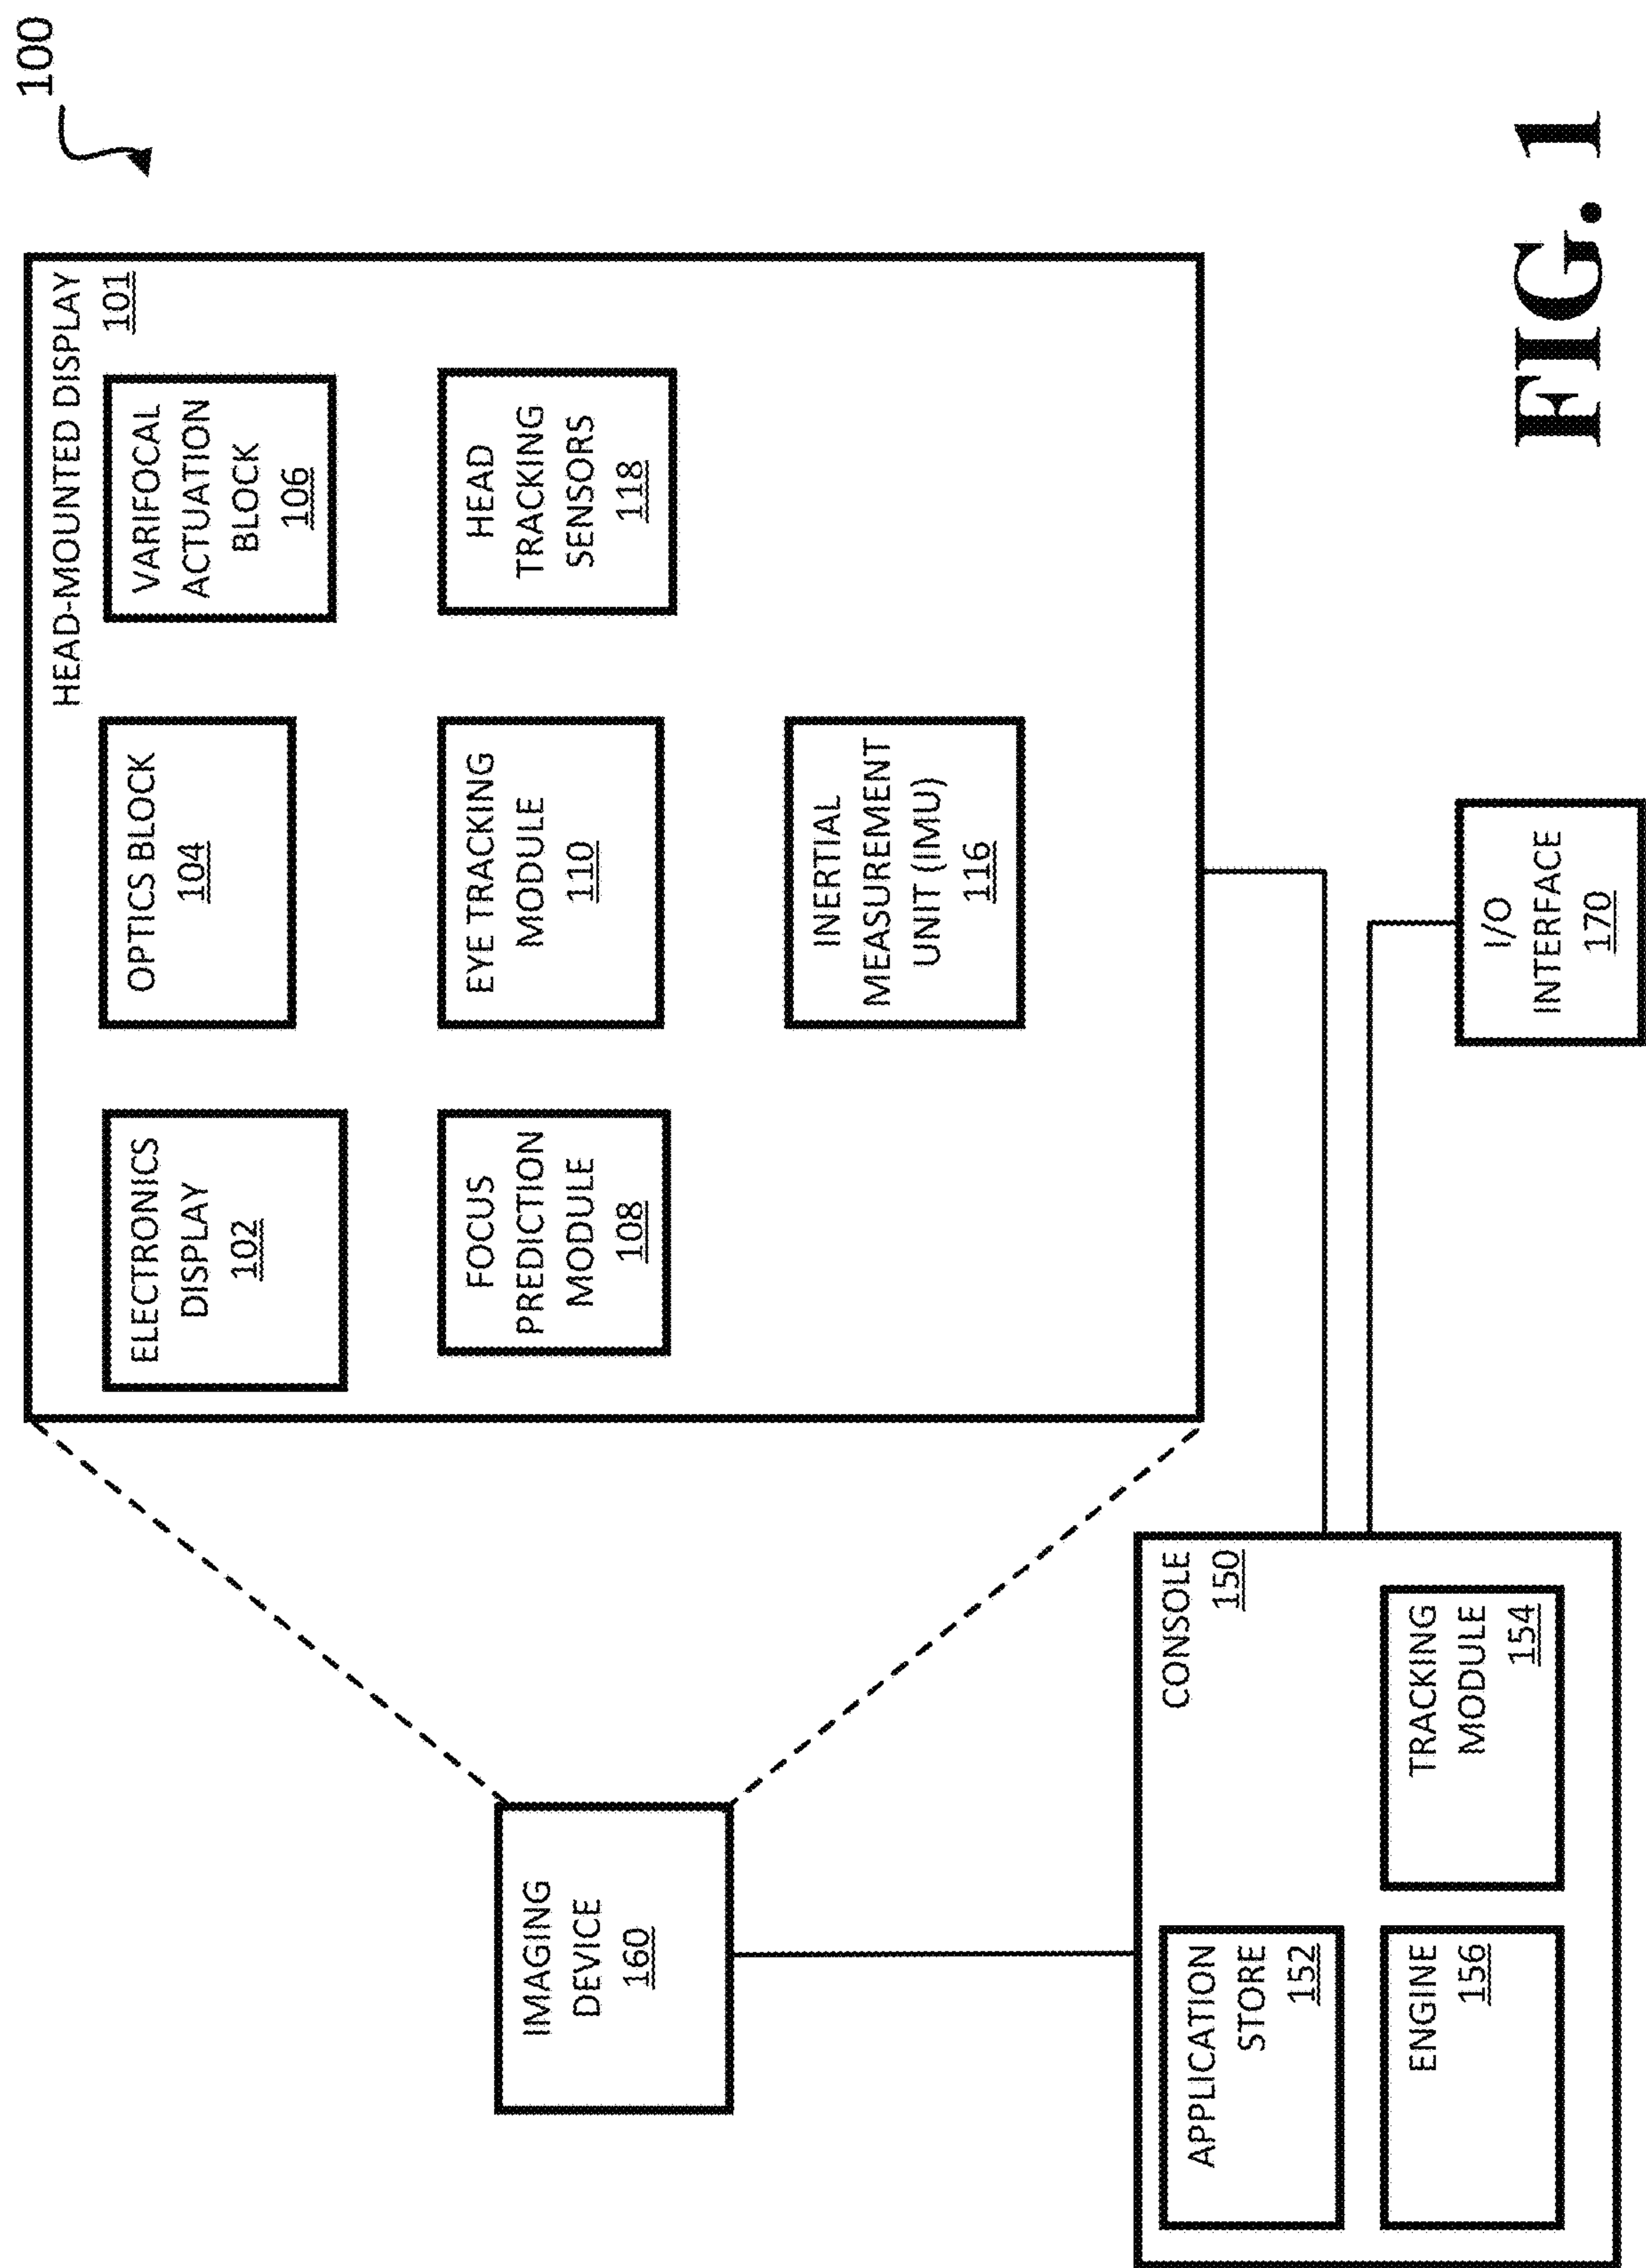 100
HEAD-MOUNTED DISPLAY
101
ELECTRONICS
DISPLAY
102
OPTICS BLOCK
104
VARIFOCAL
ACTUATION
BLOCK
106
FOCUS
PREDICTION
MODULE
108
EYE TRACKING
MODULE
110
HEAD
TRACKING
SENSORS
118
INERTIAL
MEASUREMENT
UNIT (IMU)
116
IMAGING
DEVICE
160
CONSOLE
150
APPLICATION
STORE
152
ENGINE
156
TRACKING
MODULE
154
I/O
INTERFACE
170
FIG. 1